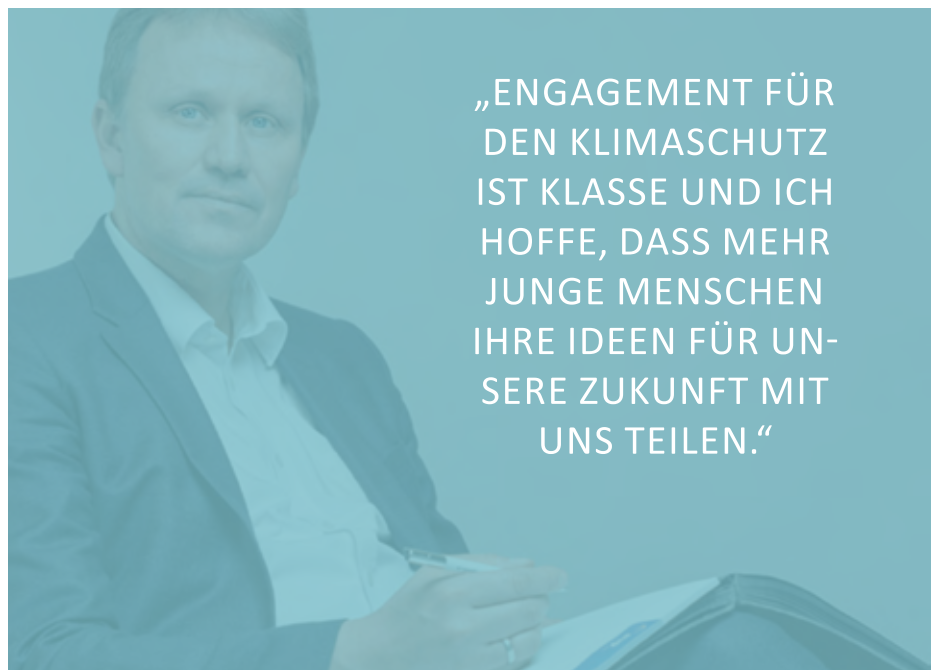 „ENGAGEMENT FÜR
DEN KLIMASCHUTZ
IST KLASSE UND ICH
HOFFE, DASS MEHR
JUNGE MENSCHEN
IHRE IDEEN FÜR UN-
SERE ZUKUNFT MIT
UNS TEILEN.“